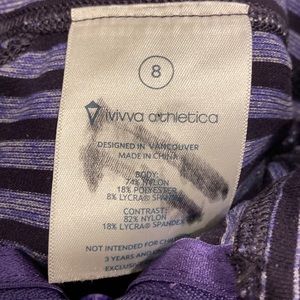 8
ivivva athletica
DESIGNED IN VANCOUVER
MADE IN CHINA
BODY:
74% NYLON
18% POLYESTER
8% LYCRA® SPANDEX
CONTRAST:
82% NYLON
18% LYCRA® SPANDEX
NOT INTENDED FOR
3 YEARS AND